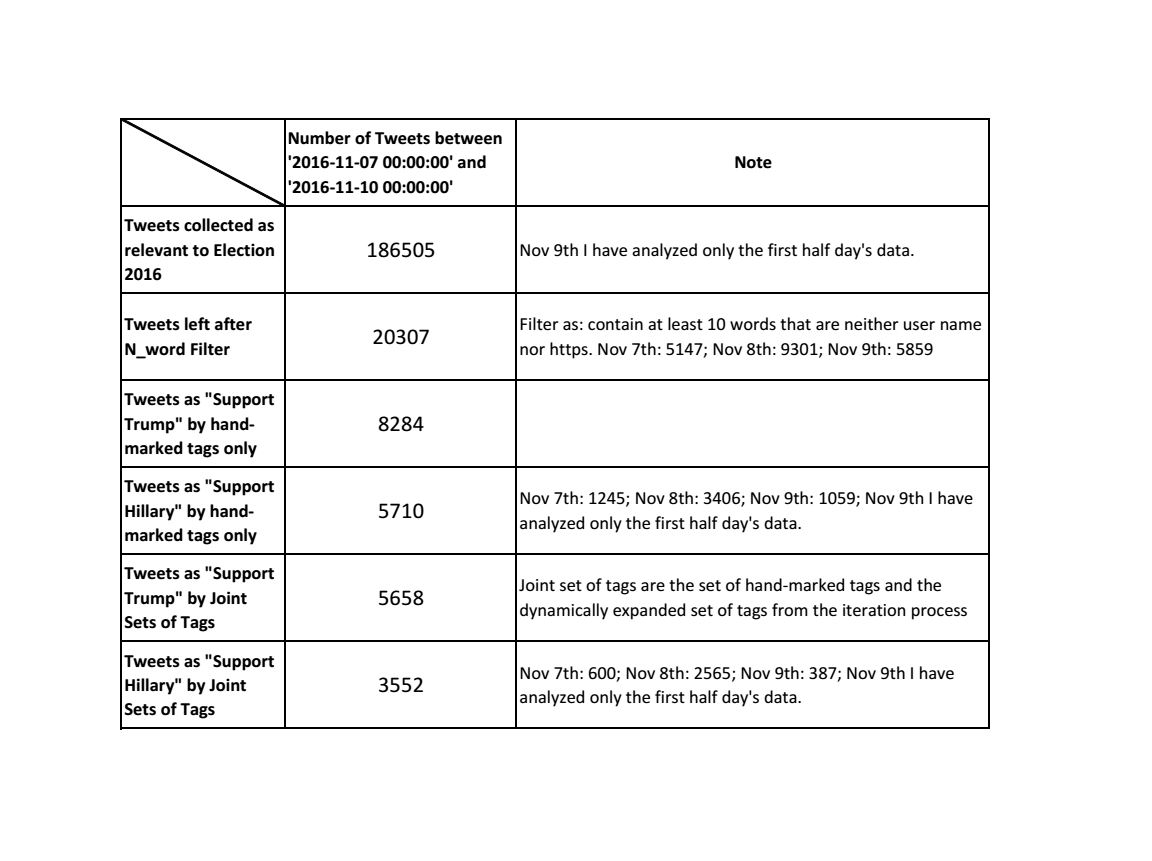 Number of Tweets between
'2016-11-07 00:00:00' and
'2016-11-10 00:00:00'
Note
Tweets collected as
relevant to Election
2016
186505
Nov 9th I have analyzed only the first half day's data.
Tweets left after
N_word Filter
20307
Filter as: contain at least 10 words that are neither user name
nor https. Nov 7th: 5147; Nov 8th: 9301; Nov 9th: 5859
Tweets as "Support
Trump" by hand-
marked tags only
8284
Tweets as "Support
Hillary" by hand-
marked tags only
5710
Nov 7th: 1245; Nov 8th: 3406; Nov 9th: 1059; Nov 9th I have
analyzed only the first half day's data.
Tweets as "Support
Trump" by Joint
Sets of Tags
5658
Joint set of tags are the set of hand-marked tags and the
dynamically expanded set of tags from the iteration process
Tweets as "Support
Hillary" by Joint
Sets of Tags
3552
Nov 7th: 600; Nov 8th: 2565; Nov 9th: 387; Nov 9th I have
analyzed only the first half day's data.